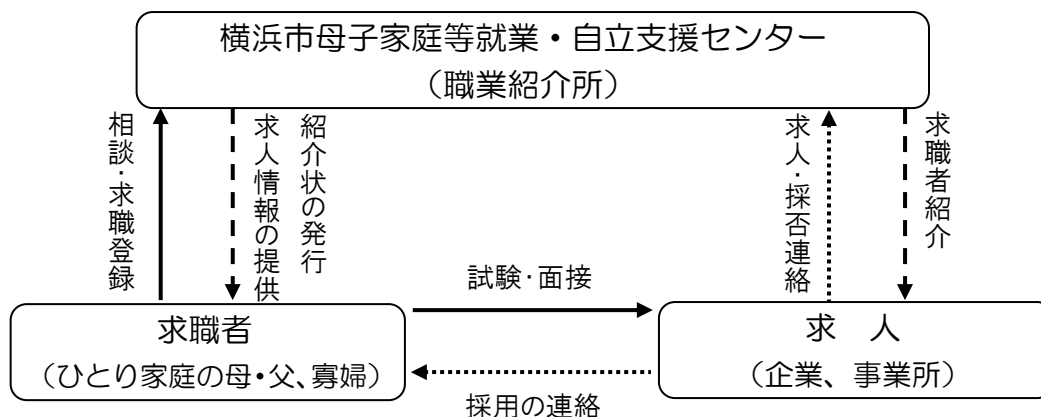 横浜市母子家庭等就業・自立支援センター
（職業紹介所）
相談・求職登録
求人情報の提供
紹介状の発行
求人・採否連絡
求職者紹介
試験・面接
求職者
（ひとり家庭の母・父、寡婦）
求　人
（企業、事業所）
採用の連絡